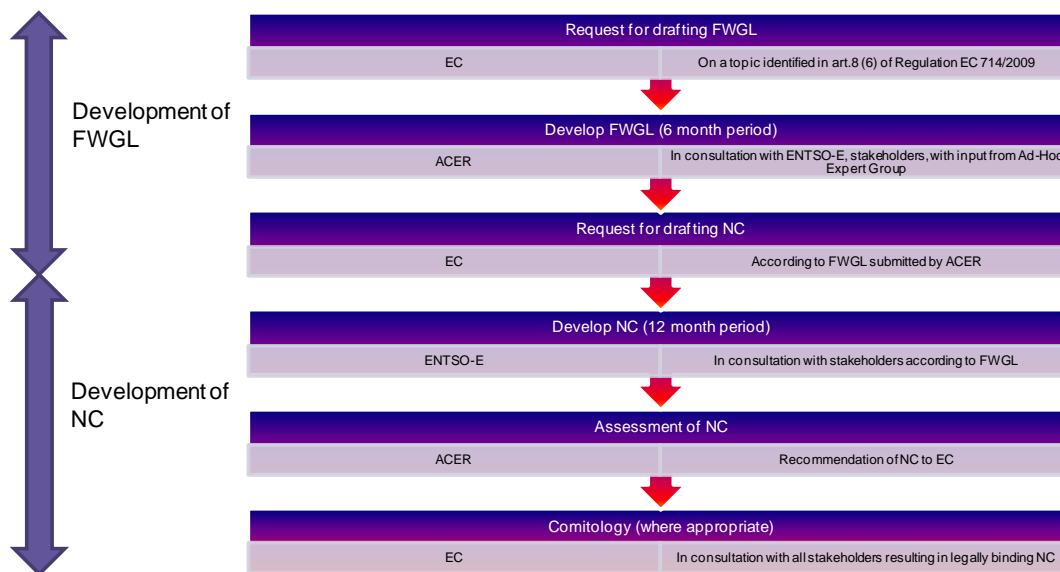 Request for drafting FWGL
EC
On a topic identified in art.8 (6) of Regulation EC 714/2009
Development of
FWGL
Develop FWGL (6 month period)
ACER
In consultation with ENTSO-E, stakeholders, with input from Ad-Hoc
Expert Group
Request for drafting NC
EC
According to FWGL submitted by ACER
Develop NC (12 month period)
ENTSO-E
In consultation with stakeholders according to FWGL
Development of
NC
Assessment of NC
ACER
Recommendation of NC to EC
Comitology (where appropriate)
EC
In consultation with all stakeholders resulting in legally binding NC